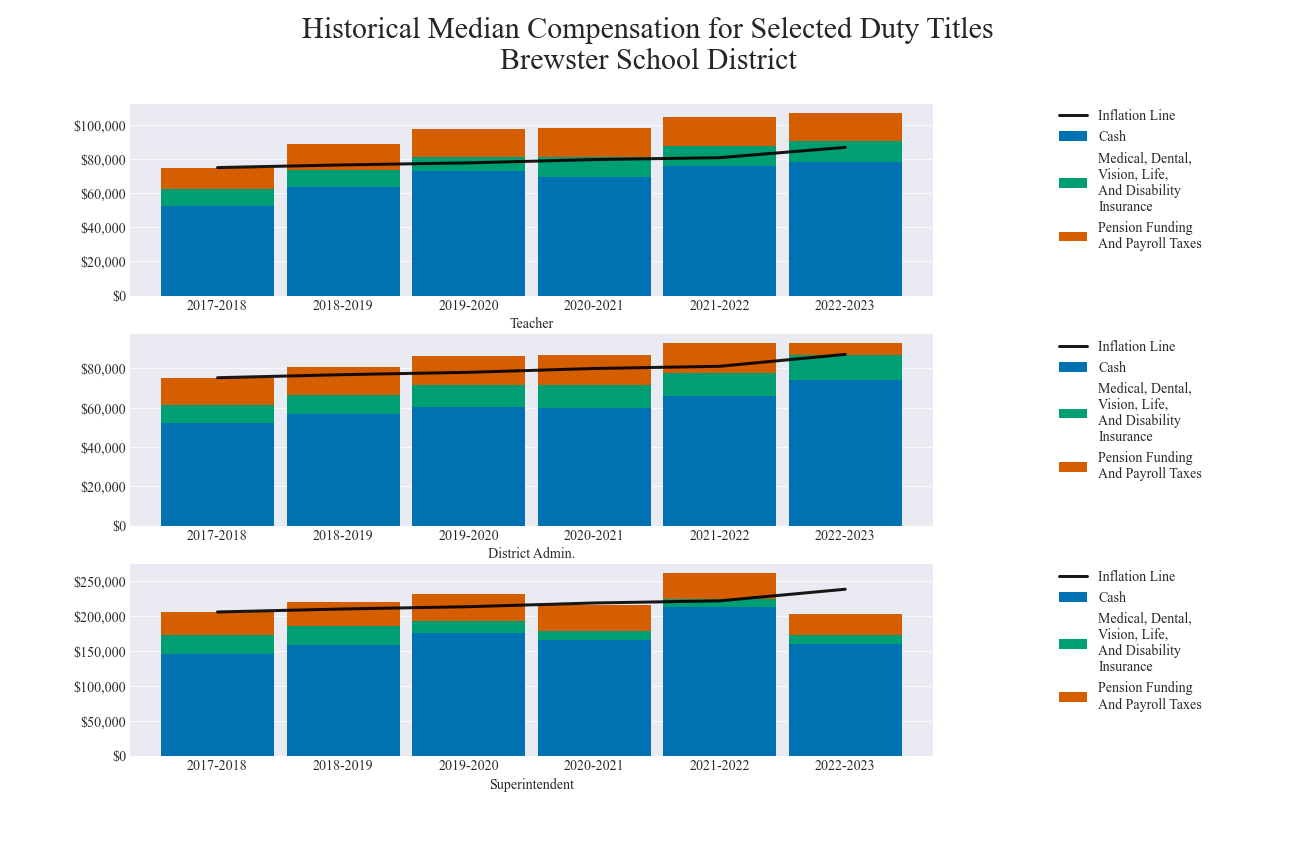 Historical Median Compensation for Selected Duty Titles
Brewster School District
$100,000
$80,000
$60,000
$40,000
$20,000
$0
2017-2018 2018-2019 2019-2020 2020-2021 2021-2022 2022-2023
Teacher
Inflation Line
Cash
Medical, Dental,
Vision, Life,
And Disability
Insurance
Pension Funding
And Payroll Taxes
$80,000
$60,000
$40,000
$20,000
$0
2017-2018 2018-2019 2019-2020 2020-2021 2021-2022 2022-2023
District Admin.
Inflation Line
Cash
Medical, Dental,
Vision, Life,
And Disability
Insurance
Pension Funding
And Payroll Taxes
$250,000
$200,000
$150,000
$100,000
$50,000
$0
2017-2018 2018-2019 2019-2020 2020-2021 2021-2022 2022-2023
Superintendent
Inflation Line
Cash
Medical, Dental,
Vision, Life,
And Disability
Insurance
Pension Funding
And Payroll Taxes